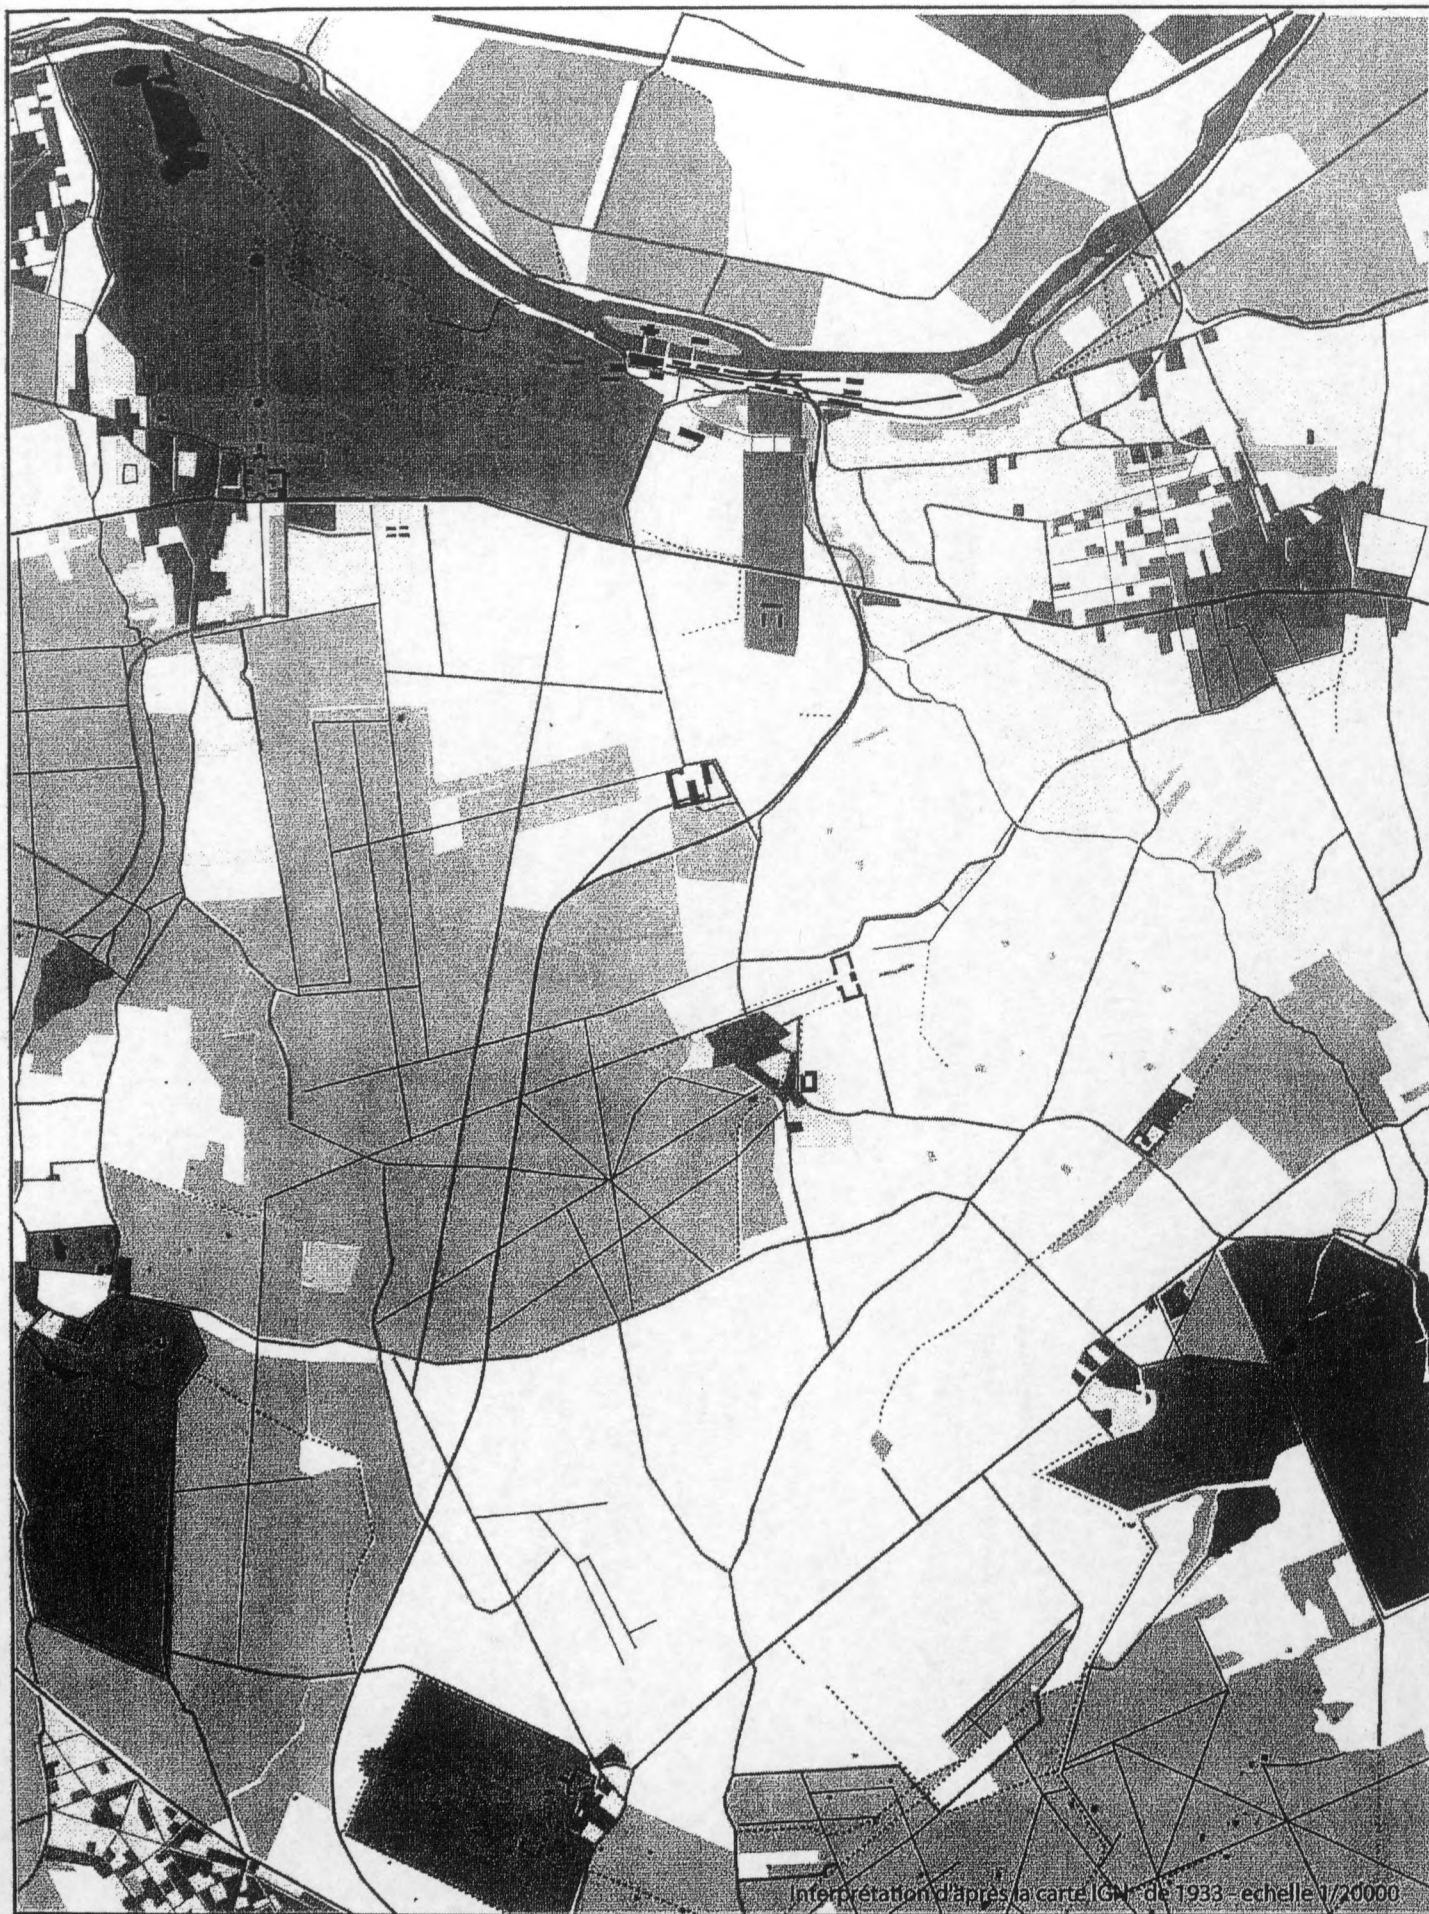 Interprétation d'après la carte IGN de 1933 - echelle 1/20000